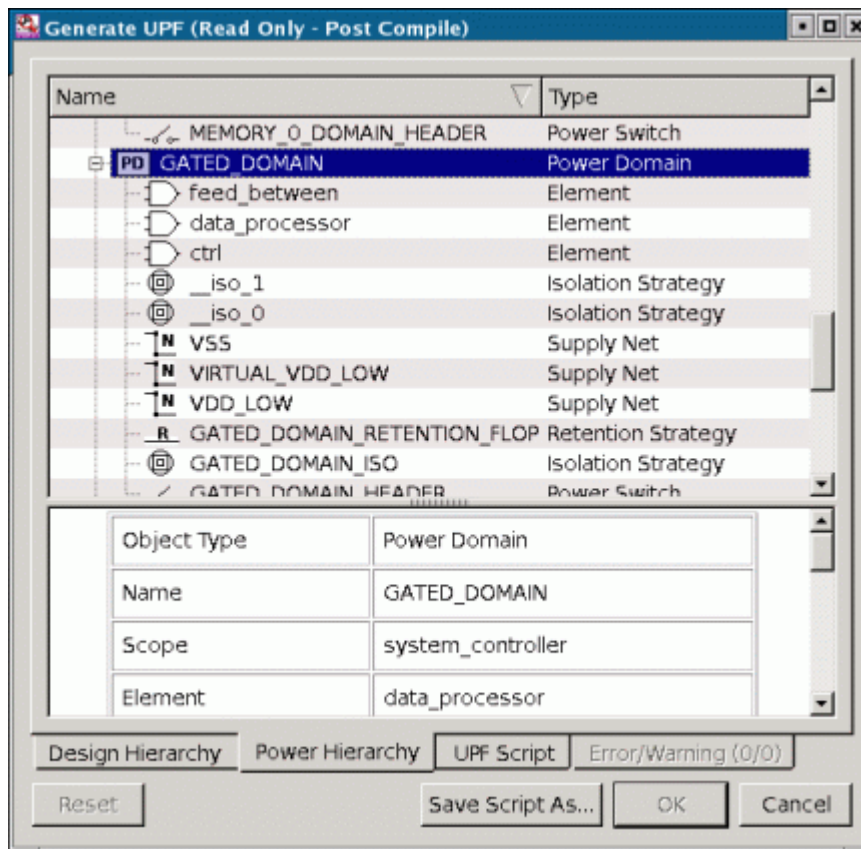 Generate UPF (Read Only - Post Compile)
Name Type
MEMORY_0_DOMAIN_HEADER Power Switch
PD GATED_DOMAIN Power Domain
feed_between Element
data_processor Element
ctrl Element
__iso_1 Isolation Strategy
__iso_0 Isolation Strategy
N VSS Supply Net
N VIRTUAL_VDD_LOW Supply Net
N VDD_LOW Supply Net
R GATED_DOMAIN_RETENTION_FLOP Retention Strategy
GATED_DOMAIN_ISO Isolation Strategy
GATED_DOMAIN_HEADER Power Switch
Object Type Power Domain
Name GATED_DOMAIN
Scope system_controller
Element data_processor
Design Hierarchy Power Hierarchy UPF Script Error/Warning (0/0)
Reset Save Script As... OK Cancel